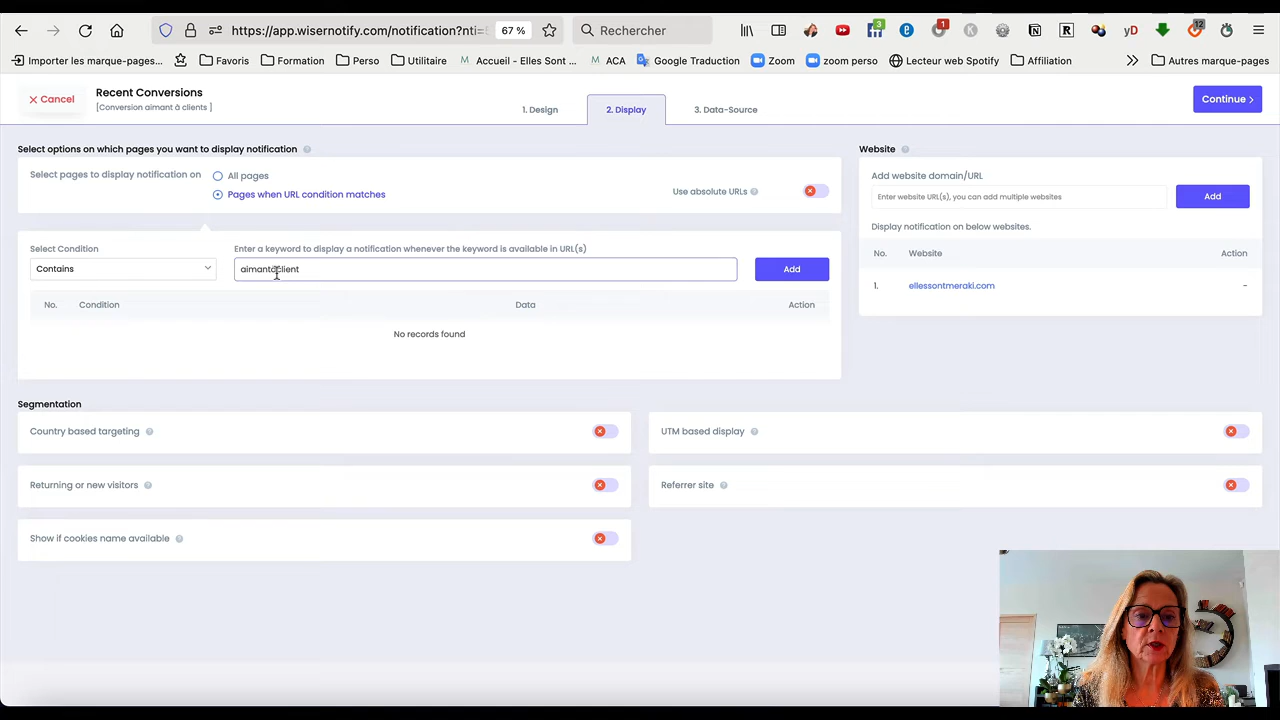 https://app.wisernotify.com/notification?nti=
67 %
Rechercher
3
1
yD
12
Importer les marque-pages...
Favoris
Formation
Perso
Utilitaire
Accueil - Elles Sont ...
ACA
Google Traduction
Zoom
zoom perso
Lecteur web Spotify
Affiliation
Autres marque-pages
Cancel
Recent Conversions
[Conversion aimant à clients ]
1. Design
2. Display
3. Data-Source
Continue
Select options on which pages you want to display notification
Select pages to display notification on
All pages
Pages when URL condition matches
Use absolute URLs
Select Condition
Enter a keyword to display a notification whenever the keyword is available in URL(s)
Contains
Add
No.
Condition
Data
Action
No records found
Website
Add website domain/URL
Enter website URL(s), you can add multiple websites
Add
Display notification on below websites.
No.
Website
Action
1.
ellessontmeraki.com
-
Segmentation
Country based targeting
UTM based display
Returning or new visitors
Referrer site
Show if cookies name available